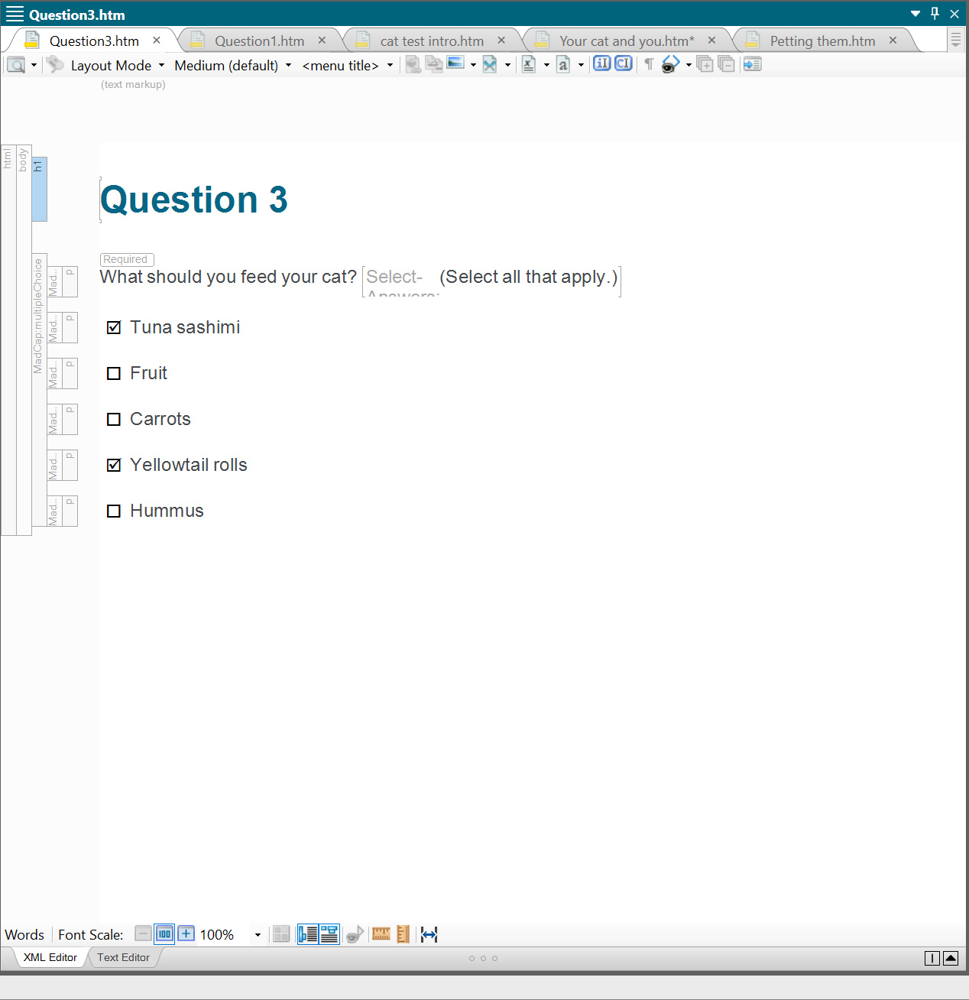 Question3.htm
Question3.htm × Question1.htm × cat test intro.htm × Your cat and you.htm* × Petting them.htm ×
Layout Mode Medium (default) <menu title>
(text markup)
html
body
h1
Question 3
Required
MadCap:multipleChoice
Mad... p
What should you feed your cat? [Select- (Select all that apply.)]
Answers:
Mad... p
Tuna sashimi
Mad... p
Fruit
Mad... p
Carrots
Mad... p
Yellowtail rolls
Mad... p
Hummus
Words Font Scale: 100 100%
XML Editor Text Editor